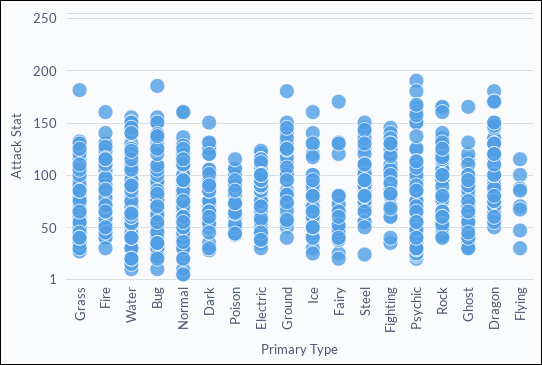 250
200
150
100
50
1
Attack Stat
Grass
Fire
Water
Bug
Normal
Dark
Poison
Electric
Ground
Ice
Fairy
Steel
Fighting
Psychic
Rock
Ghost
Dragon
Flying
Primary Type